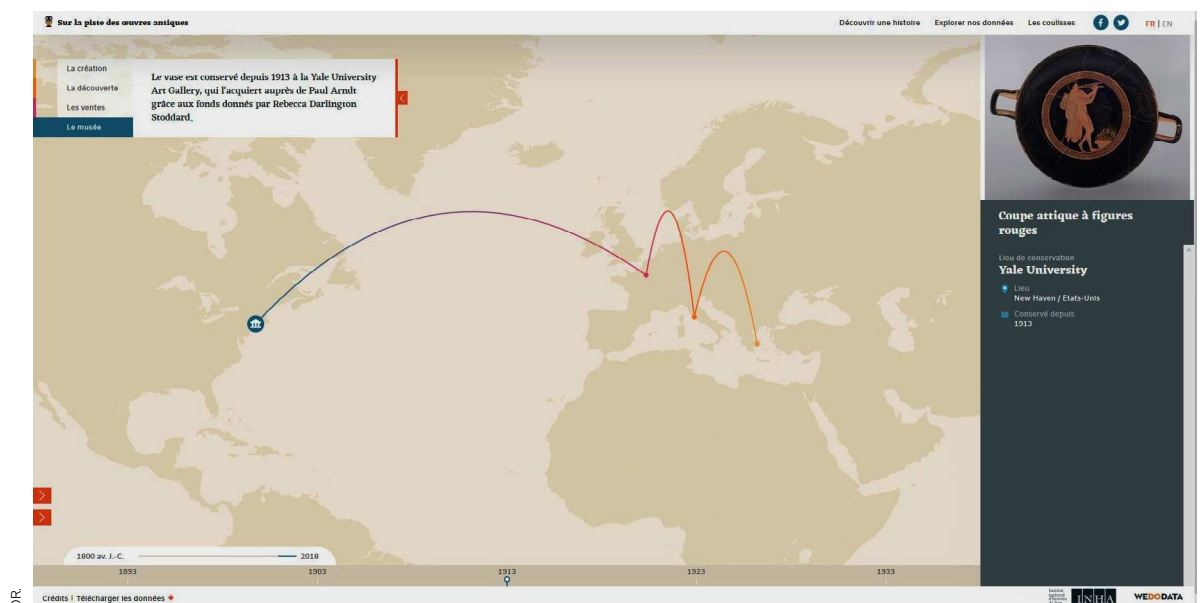 Sur la piste des œuvres antiques
Découvrir une histoire Explorer nos données Les coulisses FR | EN
La création
La découverte
Les ventes
Le musée
Le vase est conservé depuis 1913 à la Yale University
Art Gallery, qui l'acquiert auprès de Paul Arndt
grâce aux fonds donnés par Rebecca Darlington
Stoddard.
Coupe attique à figures
rouges
Lieu de conservation
Yale University
Lieu
New Haven / Etats-Unis
Conservé depuis
1913
1800 av. J.-C. 2018
1893 1903 1913 1923 1933
Crédits | Télécharger les données
INHA
WEDODATA